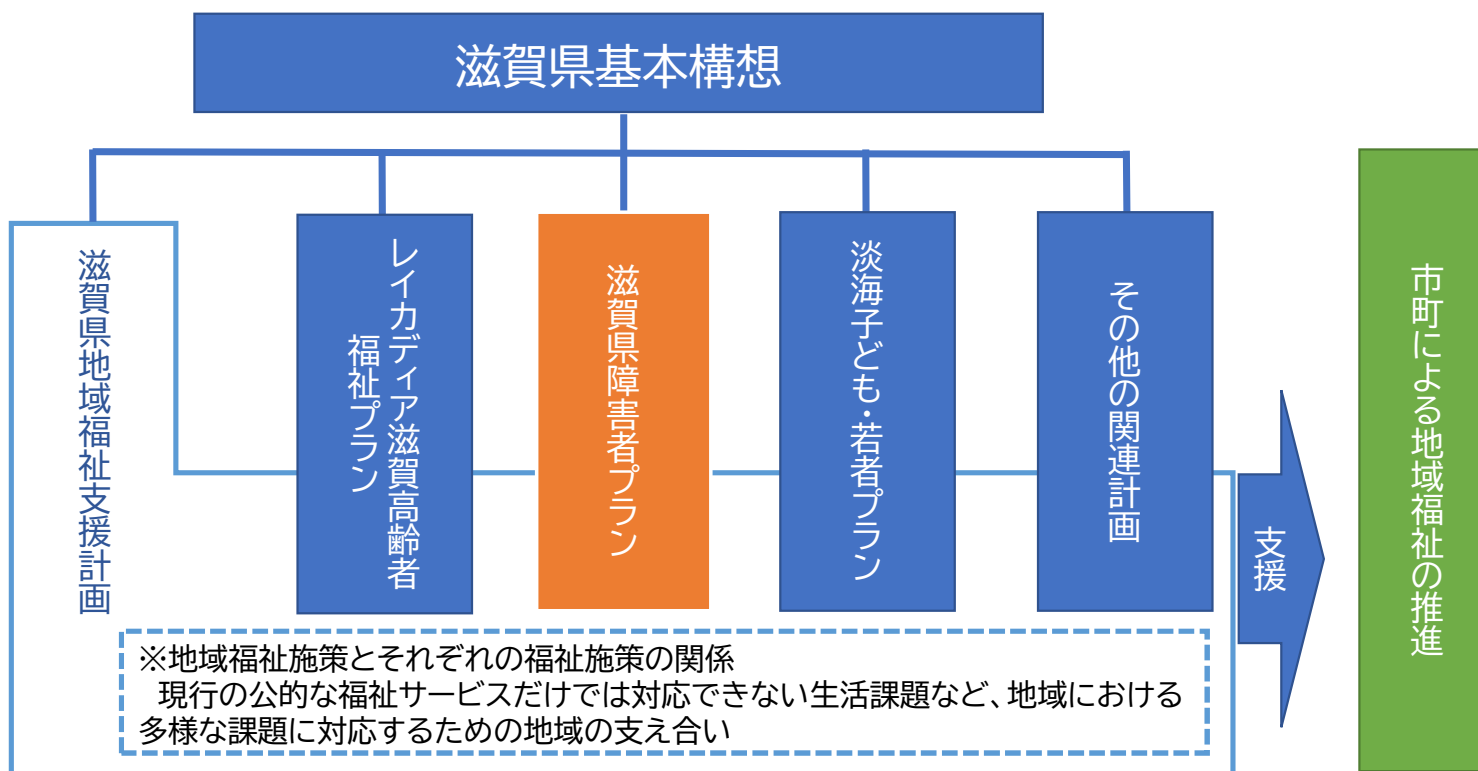 滋賀県基本構想
滋賀県地域福祉支援計画
レイカディア滋賀高齢者
福祉プラン
滋賀県障害者プラン
淡海子ども・若者プラン
その他の関連計画
支援
市町による地域福祉の推進
※地域福祉施策とそれぞれの福祉施策の関係
現行の公的な福祉サービスだけでは対応できない生活課題など、地域における
多様な課題に対応するための地域の支え合い